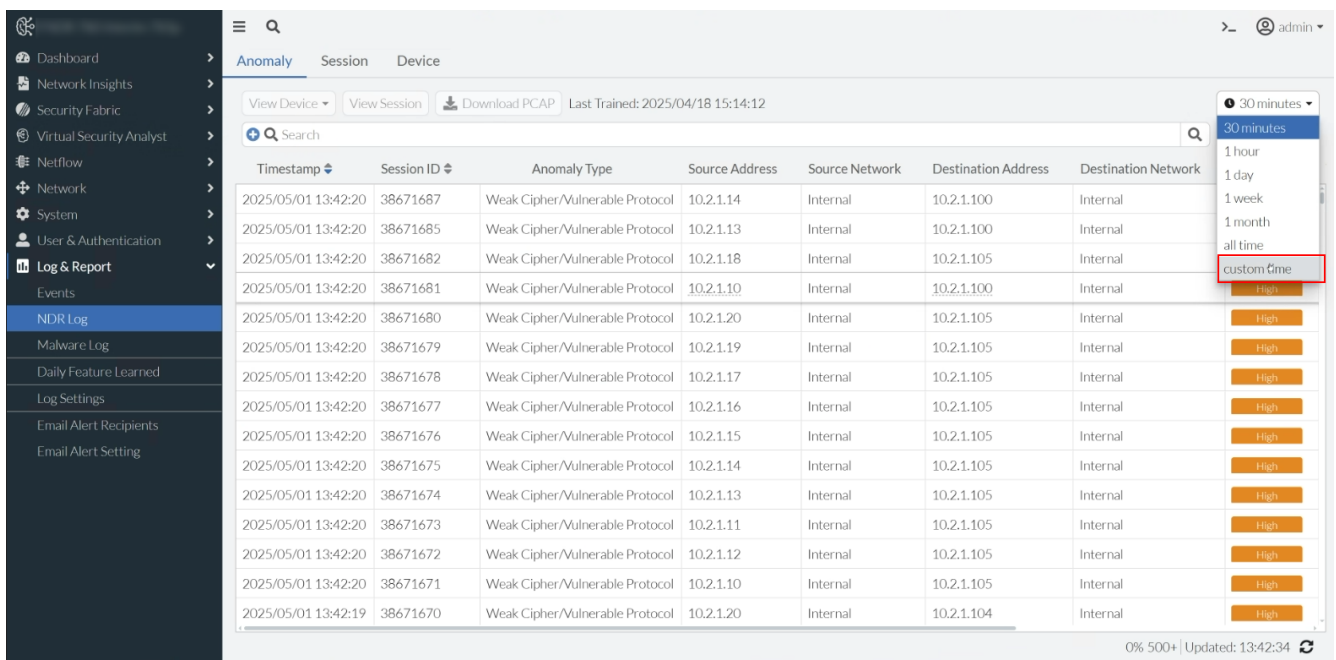 admin
Dashboard
Network Insights
Security Fabric
Virtual Security Analyst
Netflow
Network
System
User & Authentication
Log & Report
Events
NDR Log
Malware Log
Daily Feature Learned
Log Settings
Email Alert Recipients
Email Alert Setting
Anomaly Session Device
View Device View Session Download PCAP Last Trained: 2025/04/18 15:14:12 30 minutes
Search
30 minutes
1 hour
1 day
1 week
1 month
all time
custom time
Timestamp Session ID Anomaly Type Source Address Source Network Destination Address Destination Network
2025/05/01 13:42:20 38671687 Weak Cipher/Vulnerable Protocol 10.2.1.14 Internal 10.2.1.100 Internal
2025/05/01 13:42:20 38671685 Weak Cipher/Vulnerable Protocol 10.2.1.13 Internal 10.2.1.100 Internal
2025/05/01 13:42:20 38671682 Weak Cipher/Vulnerable Protocol 10.2.1.18 Internal 10.2.1.105 Internal
2025/05/01 13:42:20 38671681 Weak Cipher/Vulnerable Protocol 10.2.1.10 Internal 10.2.1.100 Internal High
2025/05/01 13:42:20 38671680 Weak Cipher/Vulnerable Protocol 10.2.1.20 Internal 10.2.1.105 Internal High
2025/05/01 13:42:20 38671679 Weak Cipher/Vulnerable Protocol 10.2.1.19 Internal 10.2.1.105 Internal High
2025/05/01 13:42:20 38671678 Weak Cipher/Vulnerable Protocol 10.2.1.17 Internal 10.2.1.105 Internal High
2025/05/01 13:42:20 38671677 Weak Cipher/Vulnerable Protocol 10.2.1.16 Internal 10.2.1.105 Internal High
2025/05/01 13:42:20 38671676 Weak Cipher/Vulnerable Protocol 10.2.1.15 Internal 10.2.1.105 Internal High
2025/05/01 13:42:20 38671675 Weak Cipher/Vulnerable Protocol 10.2.1.14 Internal 10.2.1.105 Internal High
2025/05/01 13:42:20 38671674 Weak Cipher/Vulnerable Protocol 10.2.1.13 Internal 10.2.1.105 Internal High
2025/05/01 13:42:20 38671673 Weak Cipher/Vulnerable Protocol 10.2.1.11 Internal 10.2.1.105 Internal High
2025/05/01 13:42:20 38671672 Weak Cipher/Vulnerable Protocol 10.2.1.12 Internal 10.2.1.105 Internal High
2025/05/01 13:42:20 38671671 Weak Cipher/Vulnerable Protocol 10.2.1.10 Internal 10.2.1.105 Internal High
2025/05/01 13:42:19 38671670 Weak Cipher/Vulnerable Protocol 10.2.1.20 Internal 10.2.1.104 Internal High
0% 500+ Updated: 13:42:34